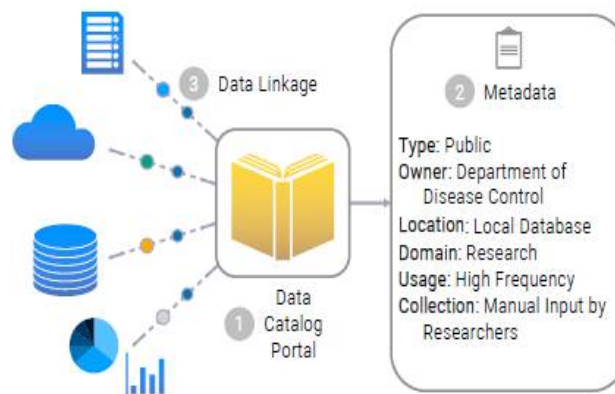 3 Data Linkage
1 Data
Catalog
Portal
2 Metadata
Type: Public
Owner: Department of
Disease Control
Location: Local Database
Domain: Research
Usage: High Frequency
Collection: Manual Input by
Researchers